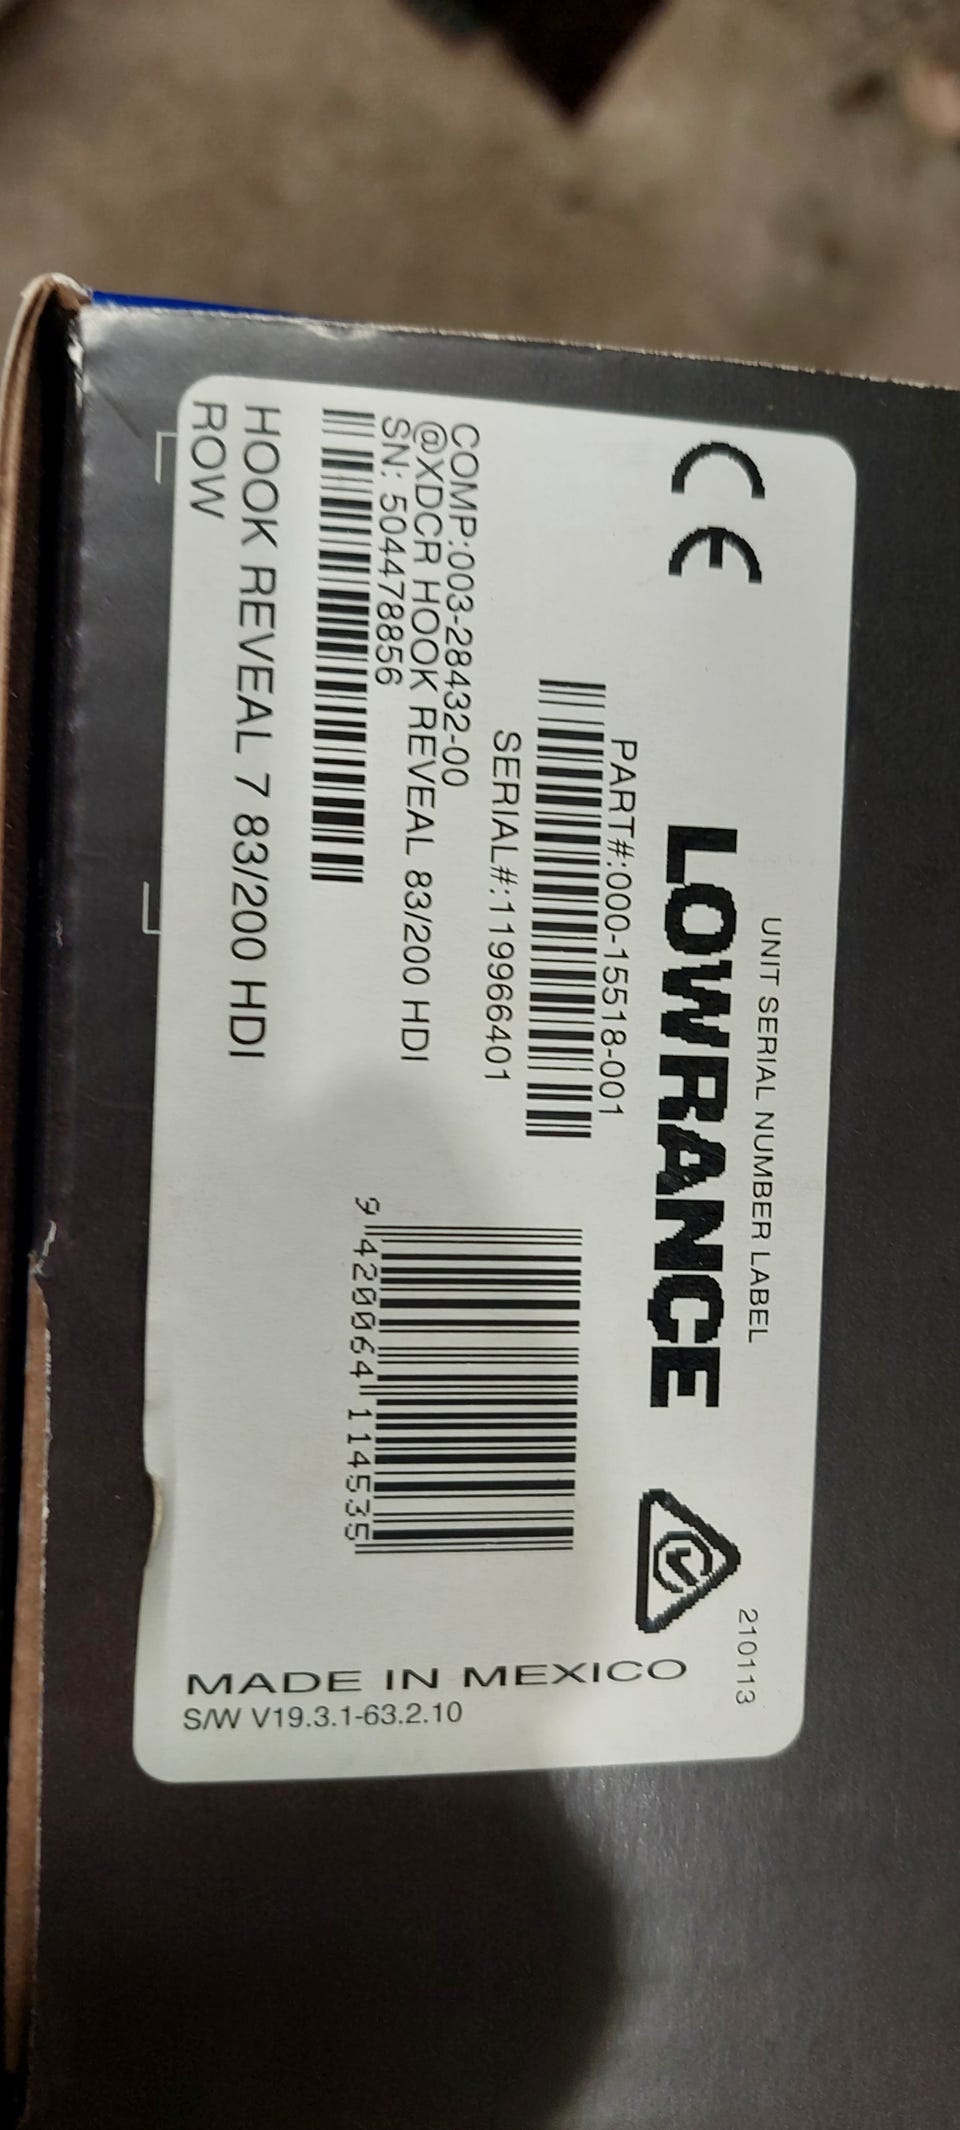 UNIT SERIAL NUMBER LABEL
210113
CE
LOWRANCE
PART#:000-15518-001
SERIAL#:119966401
COMP:003-28432-00
@XDCR HOOK REVEAL 83/200 HDI
SN: 504478856
9 420064 114535
HOOK REVEAL 7 83/200 HDI
ROW
MADE IN MEXICO
S/W V19.3.1-63.2.10